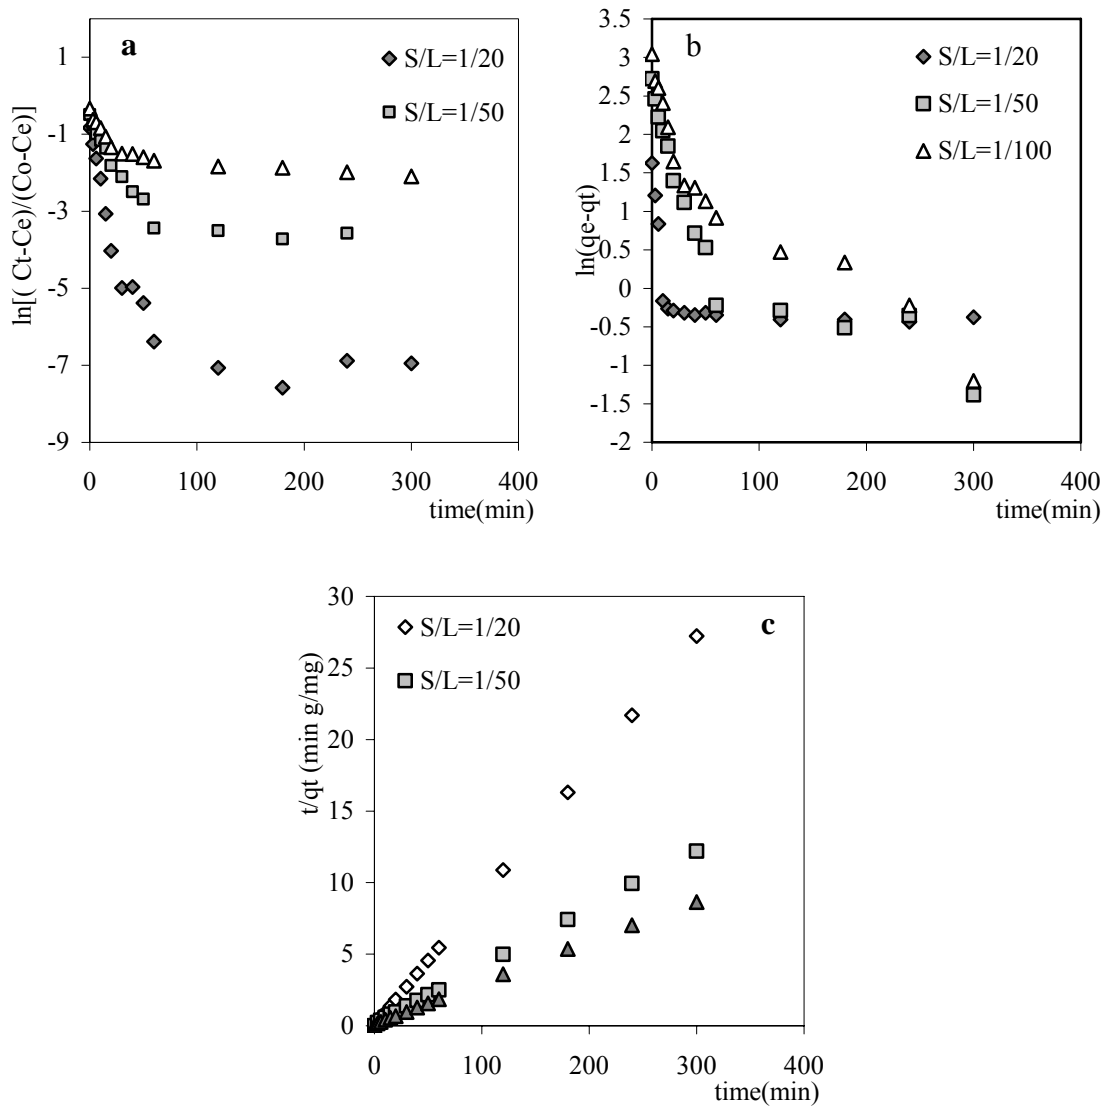 a
S/L=1/20
S/L=1/50
1
-1
-3
-5
-7
-9
ln[( Ct-Ce)/(Co-Ce)]
0
100
200
300
400
time(min)
b
S/L=1/20
S/L=1/50
S/L=1/100
3.5
3
2.5
2
1.5
1
0.5
0
-0.5
-1
-1.5
-2
ln(qe-qt)
0
100
200
300
400
time(min)
c
S/L=1/20
S/L=1/50
30
25
20
15
10
5
0
t/qt (min g/mg)
0
100
200
300
400
time(min)